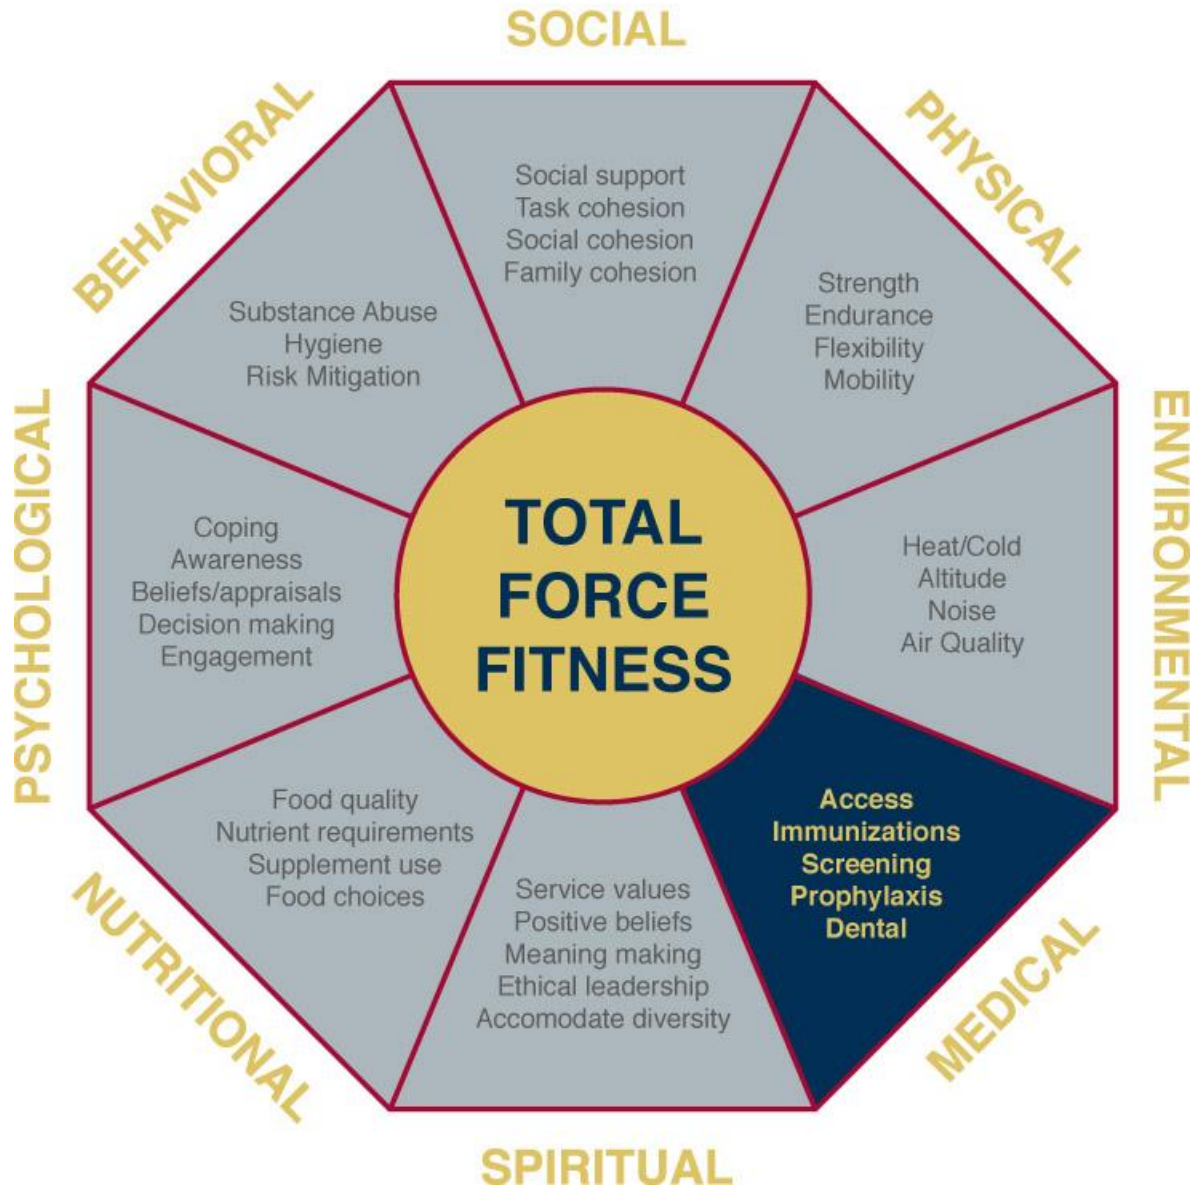 SOCIAL
Social support
Task cohesion
Social cohesion
Family cohesion
PHYSICAL
Strength
Endurance
Flexibility
Mobility
ENVIRONMENTAL
Heat/Cold
Altitude
Noise
Air Quality
MEDICAL
Access
Immunizations
Screening
Prophylaxis
Dental
SPIRITUAL
Service values
Positive beliefs
Meaning making
Ethical leadership
Accomodate diversity
NUTRITIONAL
Food quality
Nutrient requirements
Supplement use
Food choices
PSYCHOLOGICAL
Coping
Awareness
Beliefs/appraisals
Decision making
Engagement
BEHAVIORAL
Substance Abuse
Hygiene
Risk Mitigation
TOTAL
FORCE
FITNESS